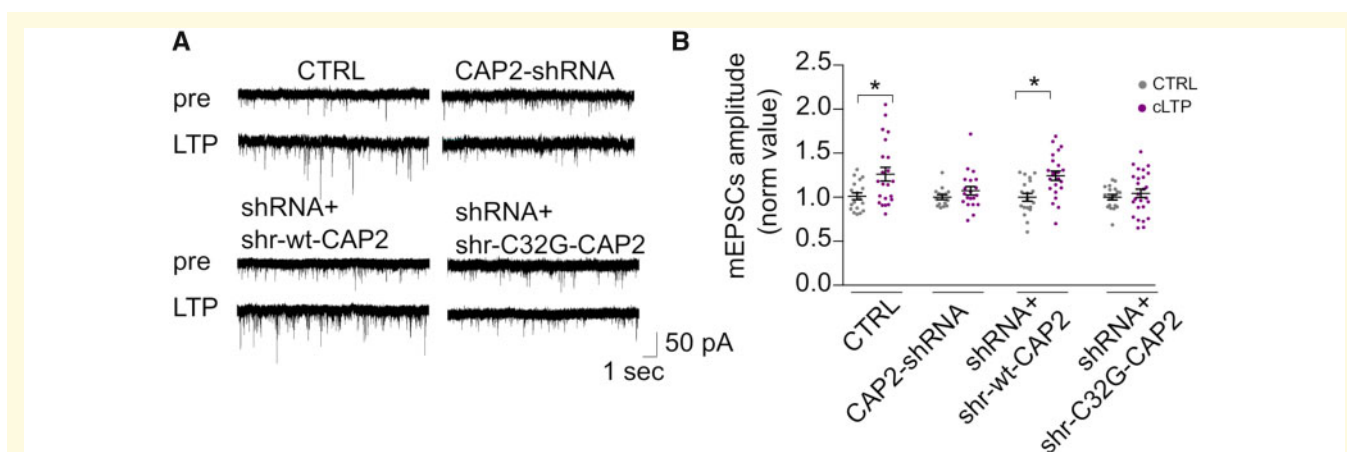 A
CTRL
CAP2-shRNA
pre
LTP
shRNA+
shr-wt-CAP2
shRNA+
shr-C32G-CAP2
pre
LTP
50 pA
1 sec
B
mEPSCs amplitude
(norm value)
2.5
2.0
1.5
1.0
0.5
0.0
*
*
CTRL
cLTP
CTRL
CAP2-shRNA
shRNA+
shr-wt-CAP2
shRNA+
shr-C32G-CAP2